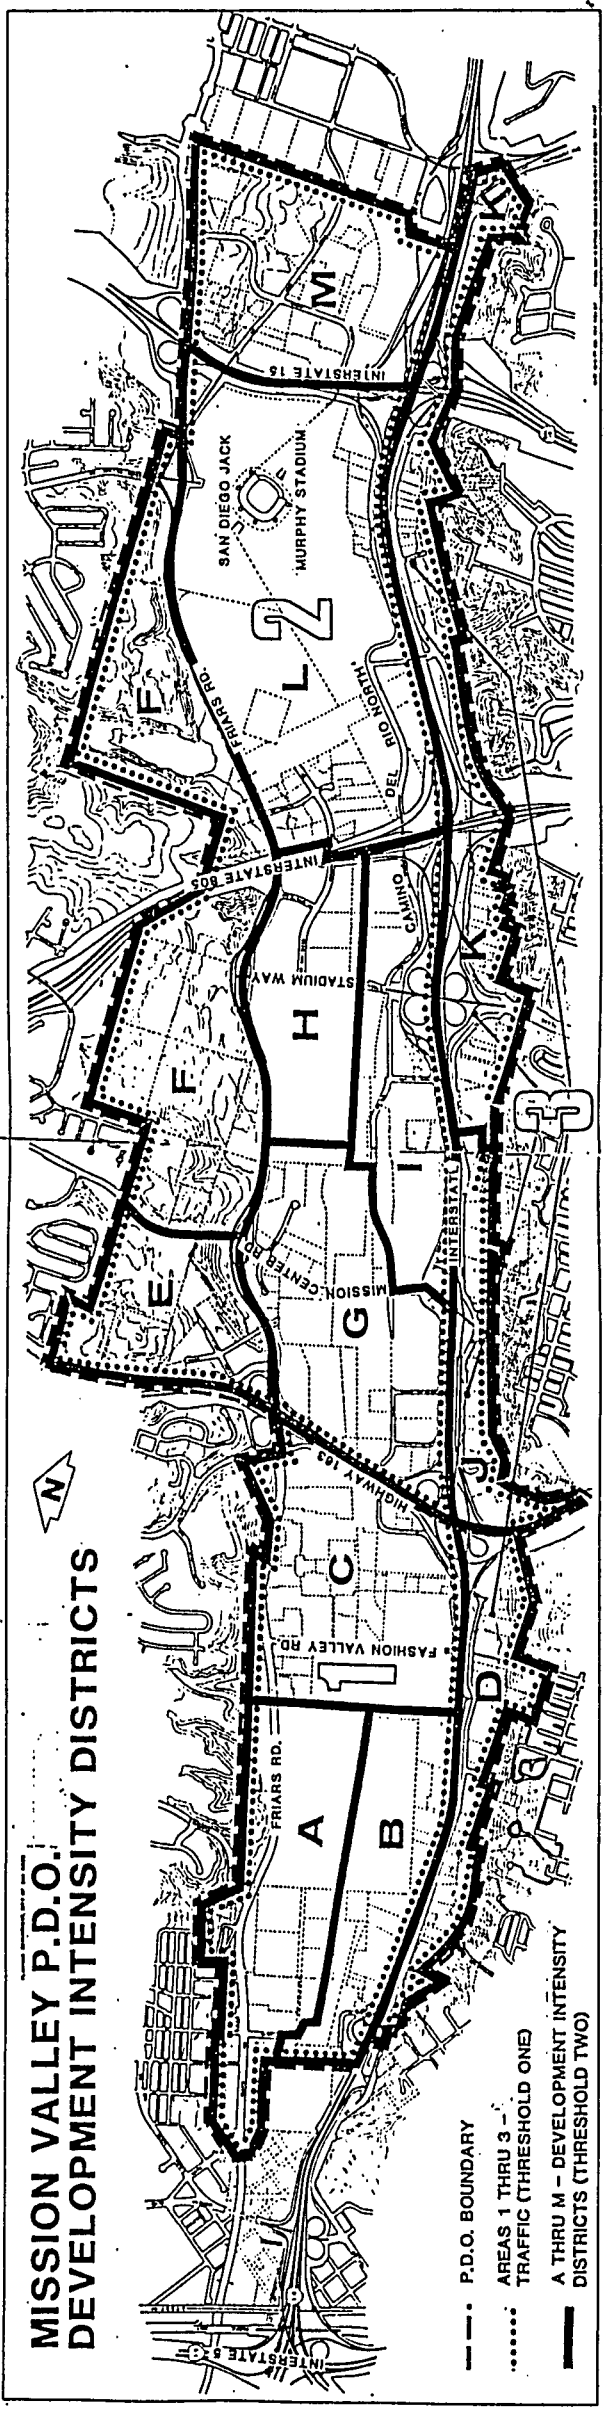 MISSION VALLEY P.D.O.
DEVELOPMENT INTENSITY DISTRICTS
N
P.D.O. BOUNDARY
AREAS 1 THRU 3 -
TRAFFIC (THRESHOLD ONE)
A THRU M - DEVELOPMENT INTENSITY
DISTRICTS (THRESHOLD TWO)
INTERSTATE 5
FRIARS RD.
A
B
1
FASHION VALLEY RD.
C
D
HIGHWAY 163
J
E
G
MISSION CENTER RD
I
INTERSTATE
3
F
H
STADIUM WAY
K
CAMINO
DEL
RIO NORTH
INTERSTATE 805
F
FRIARS RD.
L
2
SAN DIEGO JACK
MURPHY STADIUM
INTERSTATE 15
M
K